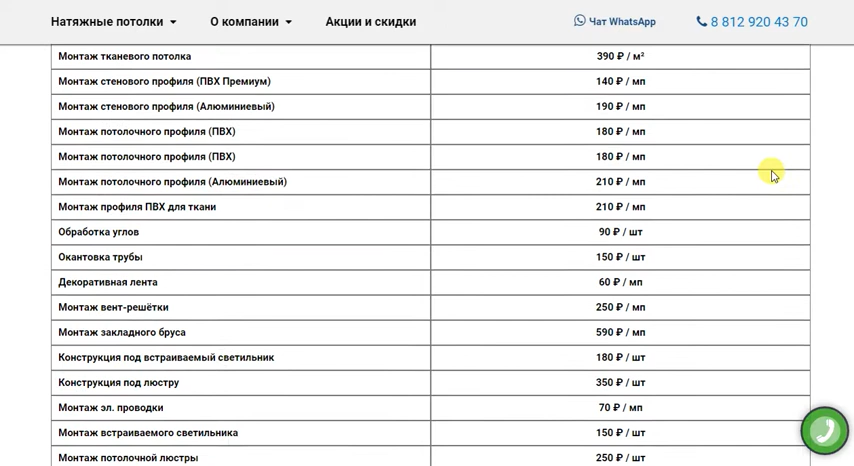 Натяжные потолки О компании Акции и скидки Чат WhatsApp 8 812 920 43 70
Монтаж тканевого потолка 390 ₽ / м²
Монтаж стенового профиля (ПВХ Премиум) 140 ₽ / мп
Монтаж стенового профиля (Алюминиевый) 190 ₽ / мп
Монтаж потолочного профиля (ПВХ) 180 ₽ / мп
Монтаж потолочного профиля (ПВХ) 180 ₽ / мп
Монтаж потолочного профиля (Алюминиевый) 210 ₽ / мп
Монтаж профиля ПВХ для ткани 210 ₽ / мп
Обработка углов 90 ₽ / шт
Окантовка трубы 150 ₽ / шт
Декоративная лента 60 ₽ / мп
Монтаж вент-решётки 250 ₽ / мп
Монтаж закладного бруса 590 ₽ / мп
Конструкция под встраиваемый светильник 180 ₽ / шт
Конструкция под люстру 350 ₽ / шт
Монтаж эл. проводки 70 ₽ / мп
Монтаж встраиваемого светильника 150 ₽ / шт
Монтаж потолочной люстры 250 ₽ / шт